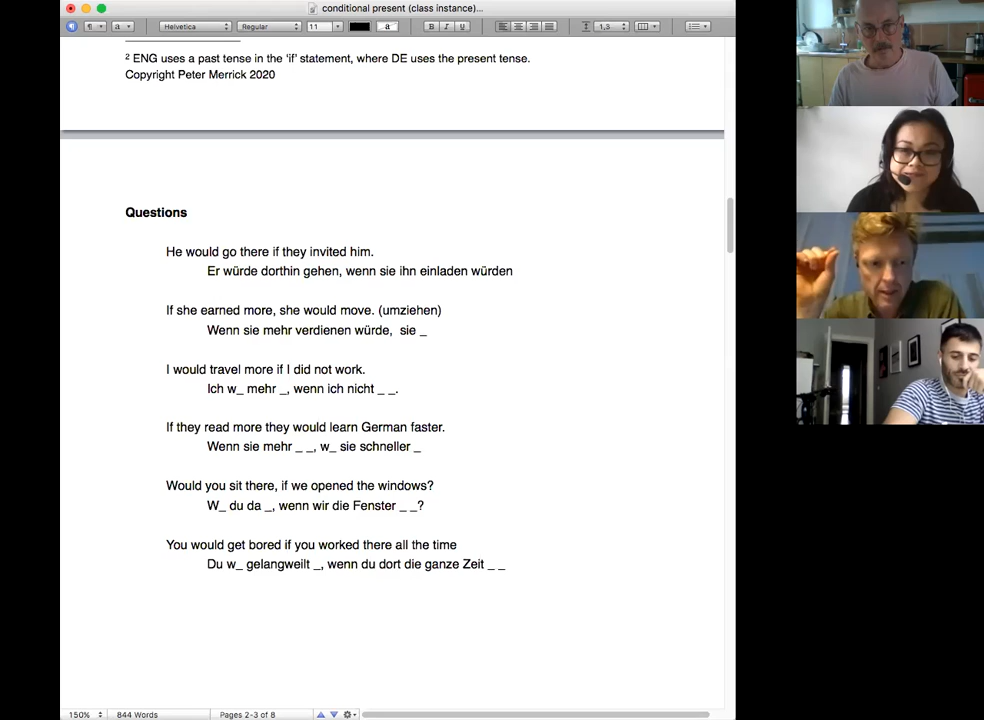 conditional present (class instance)...
¶ a Helvetica Regular 11 a B I U 1,3
² ENG uses a past tense in the 'if' statement, where DE uses the present tense.
Copyright Peter Merrick 2020
Questions
He would go there if they invited him.
Er würde dorthin gehen, wenn sie ihn einladen würden
If she earned more, she would move. (umziehen)
Wenn sie mehr verdienen würde, sie _
I would travel more if I did not work.
Ich w_ mehr _, wenn ich nicht _ _.
If they read more they would learn German faster.
Wenn sie mehr _ _, w_ sie schneller _
Would you sit there, if we opened the windows?
W_ du da _, wenn wir die Fenster _ _?
You would get bored if you worked there all the time
Du w_ gelangweilt _, wenn du dort die ganze Zeit _ _
150% 844 Words Pages 2-3 of 8